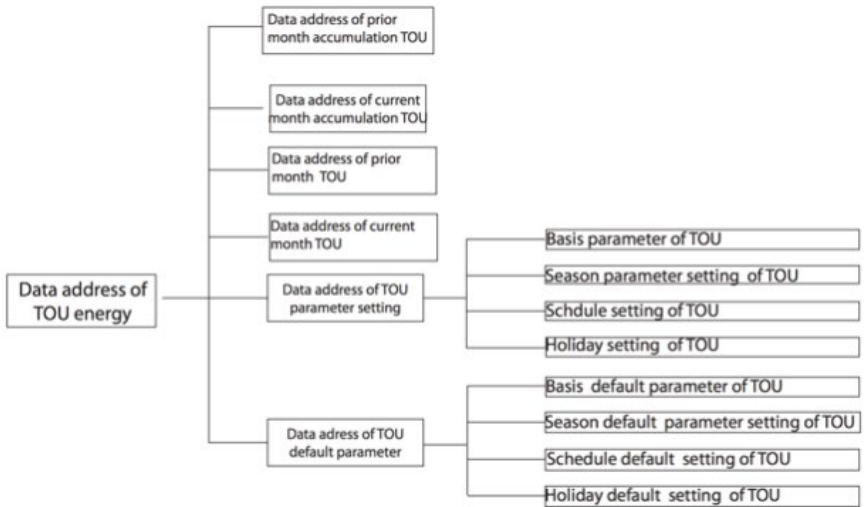 Data address of prior
month accumulation TOU
Data address of current
month accumulation TOU
Data address of prior
month TOU
Data address of current
month TOU
Data address of
TOU energy
Data address of TOU
parameter setting
Basis parameter of TOU
Season parameter setting of TOU
Schdule setting of TOU
Holiday setting of TOU
Data adress of TOU
default parameter
Basis default parameter of TOU
Season default parameter setting of TOU
Schedule default setting of TOU
Holiday default setting of TOU